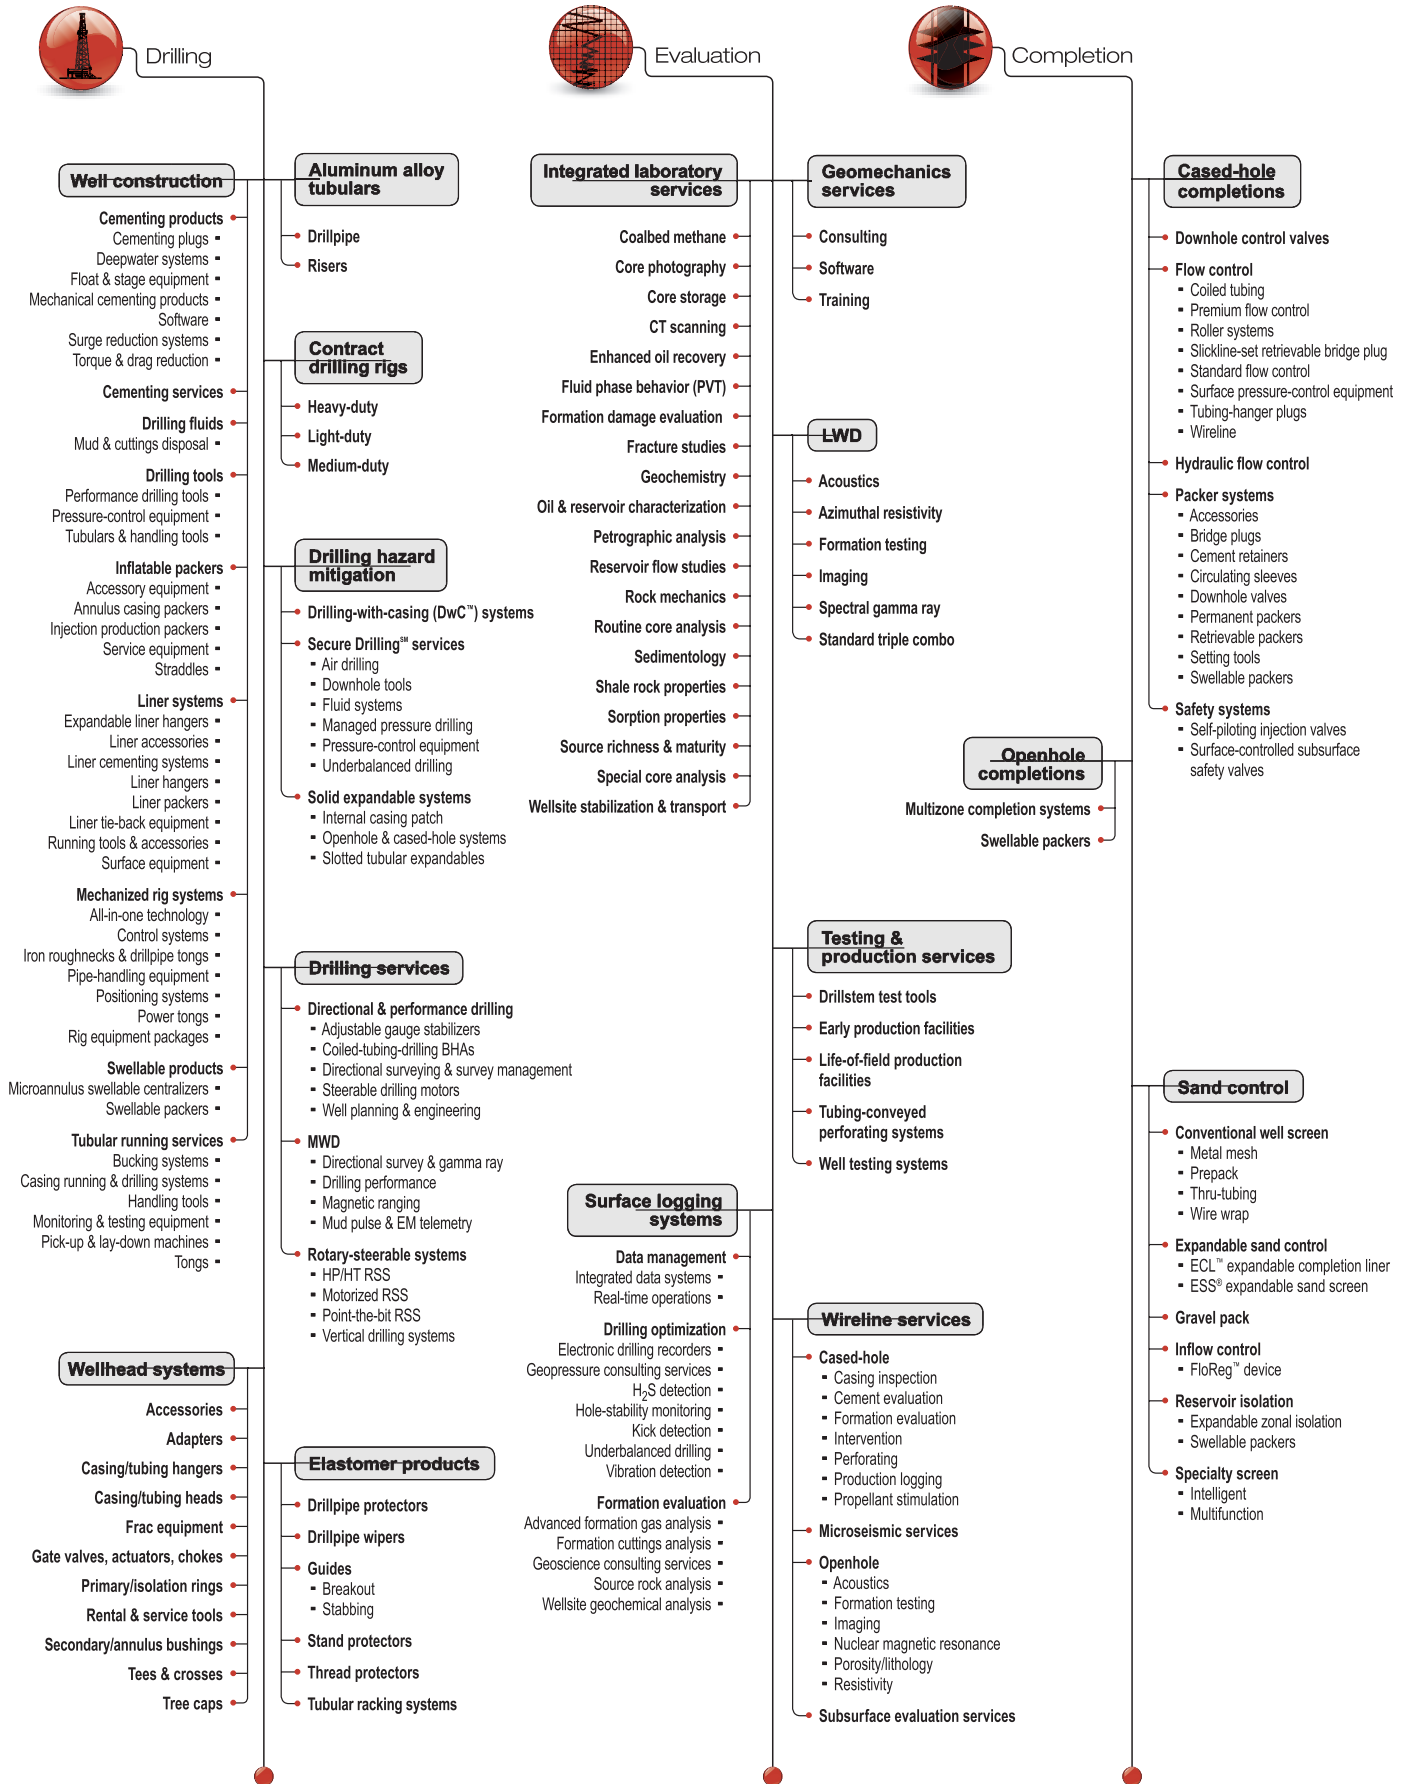 Drilling
Well construction
Cementing products
Cementing plugs
Deepwater systems
Float & stage equipment
Mechanical cementing products
Software
Surge reduction systems
Torque & drag reduction
Cementing services
Drilling fluids
Mud & cuttings disposal
Drilling tools
Performance drilling tools
Pressure-control equipment
Tubulars & handling tools
Inflatable packers
Accessory equipment
Annulus casing packers
Injection production packers
Service equipment
Straddles
Liner systems
Expandable liner hangers
Liner accessories
Liner cementing systems
Liner hangers
Liner packers
Liner tie-back equipment
Running tools & accessories
Surface equipment
Mechanized rig systems
All-in-one technology
Control systems
Iron roughnecks & drillpipe tongs
Pipe-handling equipment
Positioning systems
Power tongs
Rig equipment packages
Swellable products
Microannulus swellable centralizers
Swellable packers
Tubular running services
Bucking systems
Casing running & drilling systems
Handling tools
Monitoring & testing equipment
Pick-up & lay-down machines
Tongs
Wellhead systems
Accessories
Adapters
Casing/tubing hangers
Casing/tubing heads
Frac equipment
Gate valves, actuators, chokes
Primary/isolation rings
Rental & service tools
Secondary/annulus bushings
Tees & crosses
Tree caps
Aluminum alloy
tubulars
Drillpipe
Risers
Contract
drilling rigs
Heavy-duty
Light-duty
Medium-duty
Drilling hazard
mitigation
Drilling-with-casing (DwC™) systems
Secure Drilling℠ services
Air drilling
Downhole tools
Fluid systems
Managed pressure drilling
Pressure-control equipment
Underbalanced drilling
Solid expandable systems
Internal casing patch
Openhole & cased-hole systems
Slotted tubular expandables
Drilling services
Directional & performance drilling
Adjustable gauge stabilizers
Coiled-tubing-drilling BHAs
Directional surveying & survey management
Steerable drilling motors
Well planning & engineering
MWD
Directional survey & gamma ray
Drilling performance
Magnetic ranging
Mud pulse & EM telemetry
Rotary-steerable systems
HP/HT RSS
Motorized RSS
Point-the-bit RSS
Vertical drilling systems
Elastomer products
Drillpipe protectors
Drillpipe wipers
Guides
Breakout
Stabbing
Stand protectors
Thread protectors
Tubular racking systems
Evaluation
Integrated laboratory
services
Coalbed methane
Core photography
Core storage
CT scanning
Enhanced oil recovery
Fluid phase behavior (PVT)
Formation damage evaluation
Fracture studies
Geochemistry
Oil & reservoir characterization
Petrographic analysis
Reservoir flow studies
Rock mechanics
Routine core analysis
Sedimentology
Shale rock properties
Sorption properties
Source richness & maturity
Special core analysis
Wellsite stabilization & transport
Surface logging
systems
Data management
Integrated data systems
Real-time operations
Drilling optimization
Electronic drilling recorders
Geopressure consulting services
H₂S detection
Hole-stability monitoring
Kick detection
Underbalanced drilling
Vibration detection
Formation evaluation
Advanced formation gas analysis
Formation cuttings analysis
Geoscience consulting services
Source rock analysis
Wellsite geochemical analysis
Geomechanics
services
Consulting
Software
Training
LWD
Acoustics
Azimuthal resistivity
Formation testing
Imaging
Spectral gamma ray
Standard triple combo
Testing &
production services
Drillstem test tools
Early production facilities
Life-of-field production
facilities
Tubing-conveyed
perforating systems
Well testing systems
Wireline services
Cased-hole
Casing inspection
Cement evaluation
Formation evaluation
Intervention
Perforating
Production logging
Propellant stimulation
Microseismic services
Openhole
Acoustics
Formation testing
Imaging
Nuclear magnetic resonance
Porosity/lithology
Resistivity
Subsurface evaluation services
Completion
Openhole
completions
Multizone completion systems
Swellable packers
Cased-hole
completions
Downhole control valves
Flow control
Coiled tubing
Premium flow control
Roller systems
Slickline-set retrievable bridge plug
Standard flow control
Surface pressure-control equipment
Tubing-hanger plugs
Wireline
Hydraulic flow control
Packer systems
Accessories
Bridge plugs
Cement retainers
Circulating sleeves
Downhole valves
Permanent packers
Retrievable packers
Setting tools
Swellable packers
Safety systems
Self-piloting injection valves
Surface-controlled subsurface
safety valves
Sand control
Conventional well screen
Metal mesh
Prepack
Thru-tubing
Wire wrap
Expandable sand control
ECL™ expandable completion liner
ESS® expandable sand screen
Gravel pack
Inflow control
FloReg™ device
Reservoir isolation
Expandable zonal isolation
Swellable packers
Specialty screen
Intelligent
Multifunction